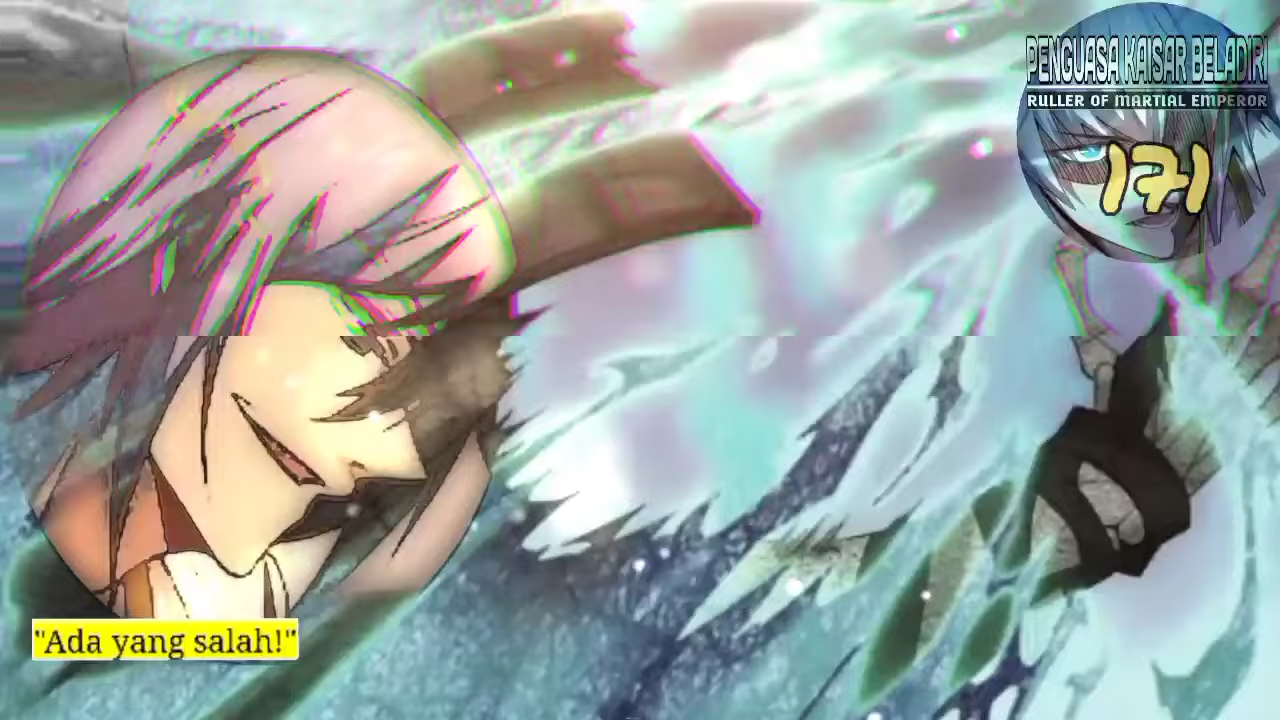 PENGUASA KAISAR BELADIRI
RULLER OF MARTIAL EMPEROR
171
"Ada yang salah!"